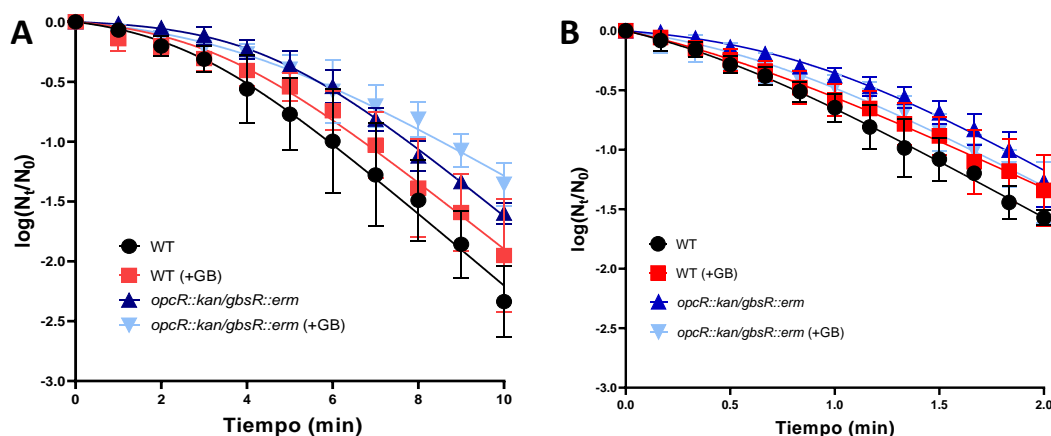 A
0.0
-0.5
-1.0
-1.5
-2.0
-2.5
-3.0
log(Nt/N0)
WT
WT (+GB)
opcR::kan/gbsR::erm
opcR::kan/gbsR::erm (+GB)
0 2 4 6 8 10
Tiempo (min)
B
0.0
-0.5
-1.0
-1.5
-2.0
-2.5
-3.0
log(Nt/N0)
WT
WT (+GB)
opcR::kan/gbsR::erm
opcR::kan/gbsR::erm (+GB)
0.0 0.5 1.0 1.5 2.0
Tiempo (min)